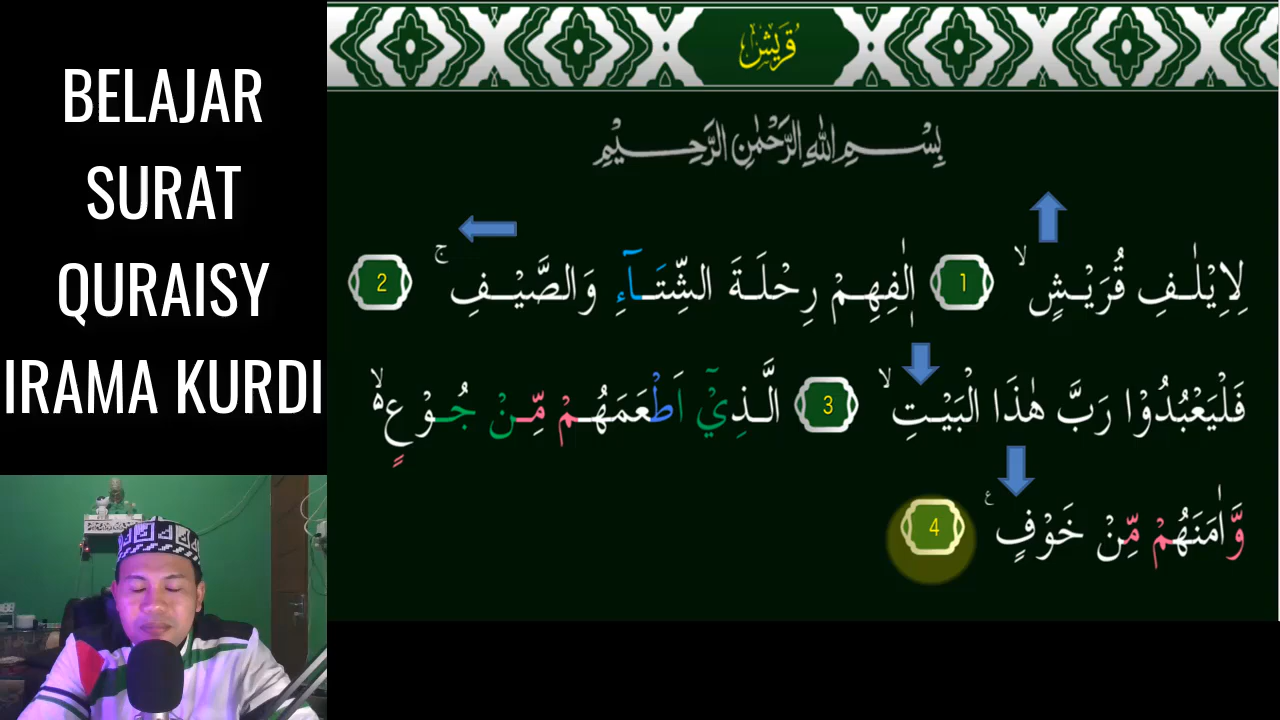 BELAJAR
SURAT
QURAISY
IRAMA KURDI
قُرَيْش
بِسْمِ اللّٰهِ الرَّحْمٰنِ الرَّحِيْمِ
لِاِيْلٰفِ قُرَيْشٍۙ 1 اٖلٰفِهِمْ رِحْلَةَ الشِّتَاۤءِ وَالصَّيْفِۚ 2
فَلْيَعْبُدُوْا رَبَّ هٰذَا الْبَيْتِۙ 3 الَّذِيْٓ اَطْعَمَهُمْ مِّنْ جُوْعٍ ەۙ
وَّاٰمَنَهُمْ مِّنْ خَوْفٍ ࣖ 4